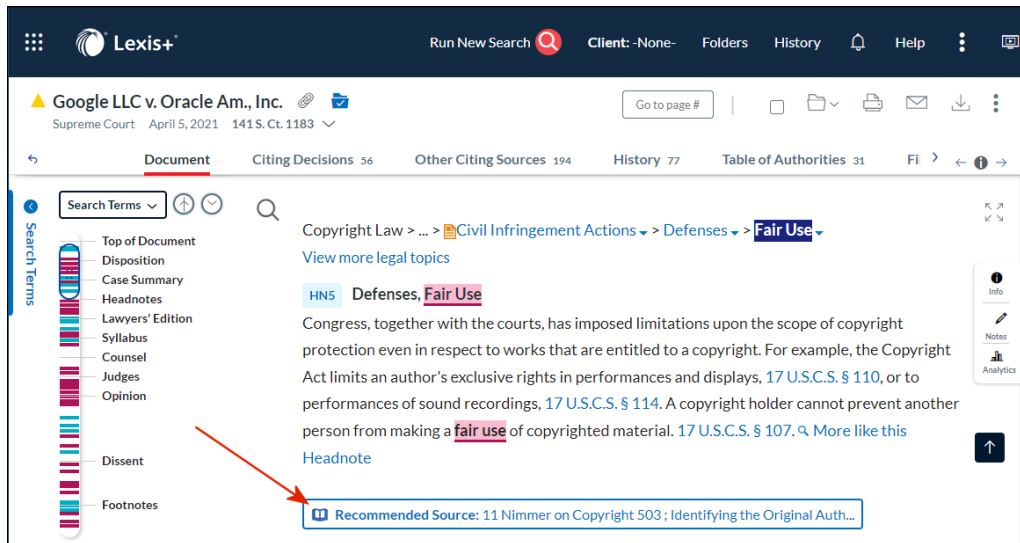 Lexis+
Run New Search
Client: -None-
Folders
History
Help
Google LLC v. Oracle Am., Inc.
Supreme Court April 5, 2021 141 S. Ct. 1183
Go to page #
Document
Citing Decisions 56
Other Citing Sources 194
History 77
Table of Authorities 31
Fi
Search Terms
Search Terms
Top of Document
Disposition
Case Summary
Headnotes
Lawyers' Edition
Syllabus
Counsel
Judges
Opinion
Dissent
Footnotes
Copyright Law > ... > Civil Infringement Actions > Defenses > Fair Use
View more legal topics
HN5 Defenses, Fair Use
Congress, together with the courts, has imposed limitations upon the scope of copyright
protection even in respect to works that are entitled to a copyright. For example, the Copyright
Act limits an author's exclusive rights in performances and displays, 17 U.S.C.S. § 110, or to
performances of sound recordings, 17 U.S.C.S. § 114. A copyright holder cannot prevent another
person from making a fair use of copyrighted material. 17 U.S.C.S. § 107. More like this
Headnote
Recommended Source: 11 Nimmer on Copyright 503 ; Identifying the Original Auth...
Info
Notes
Analytics